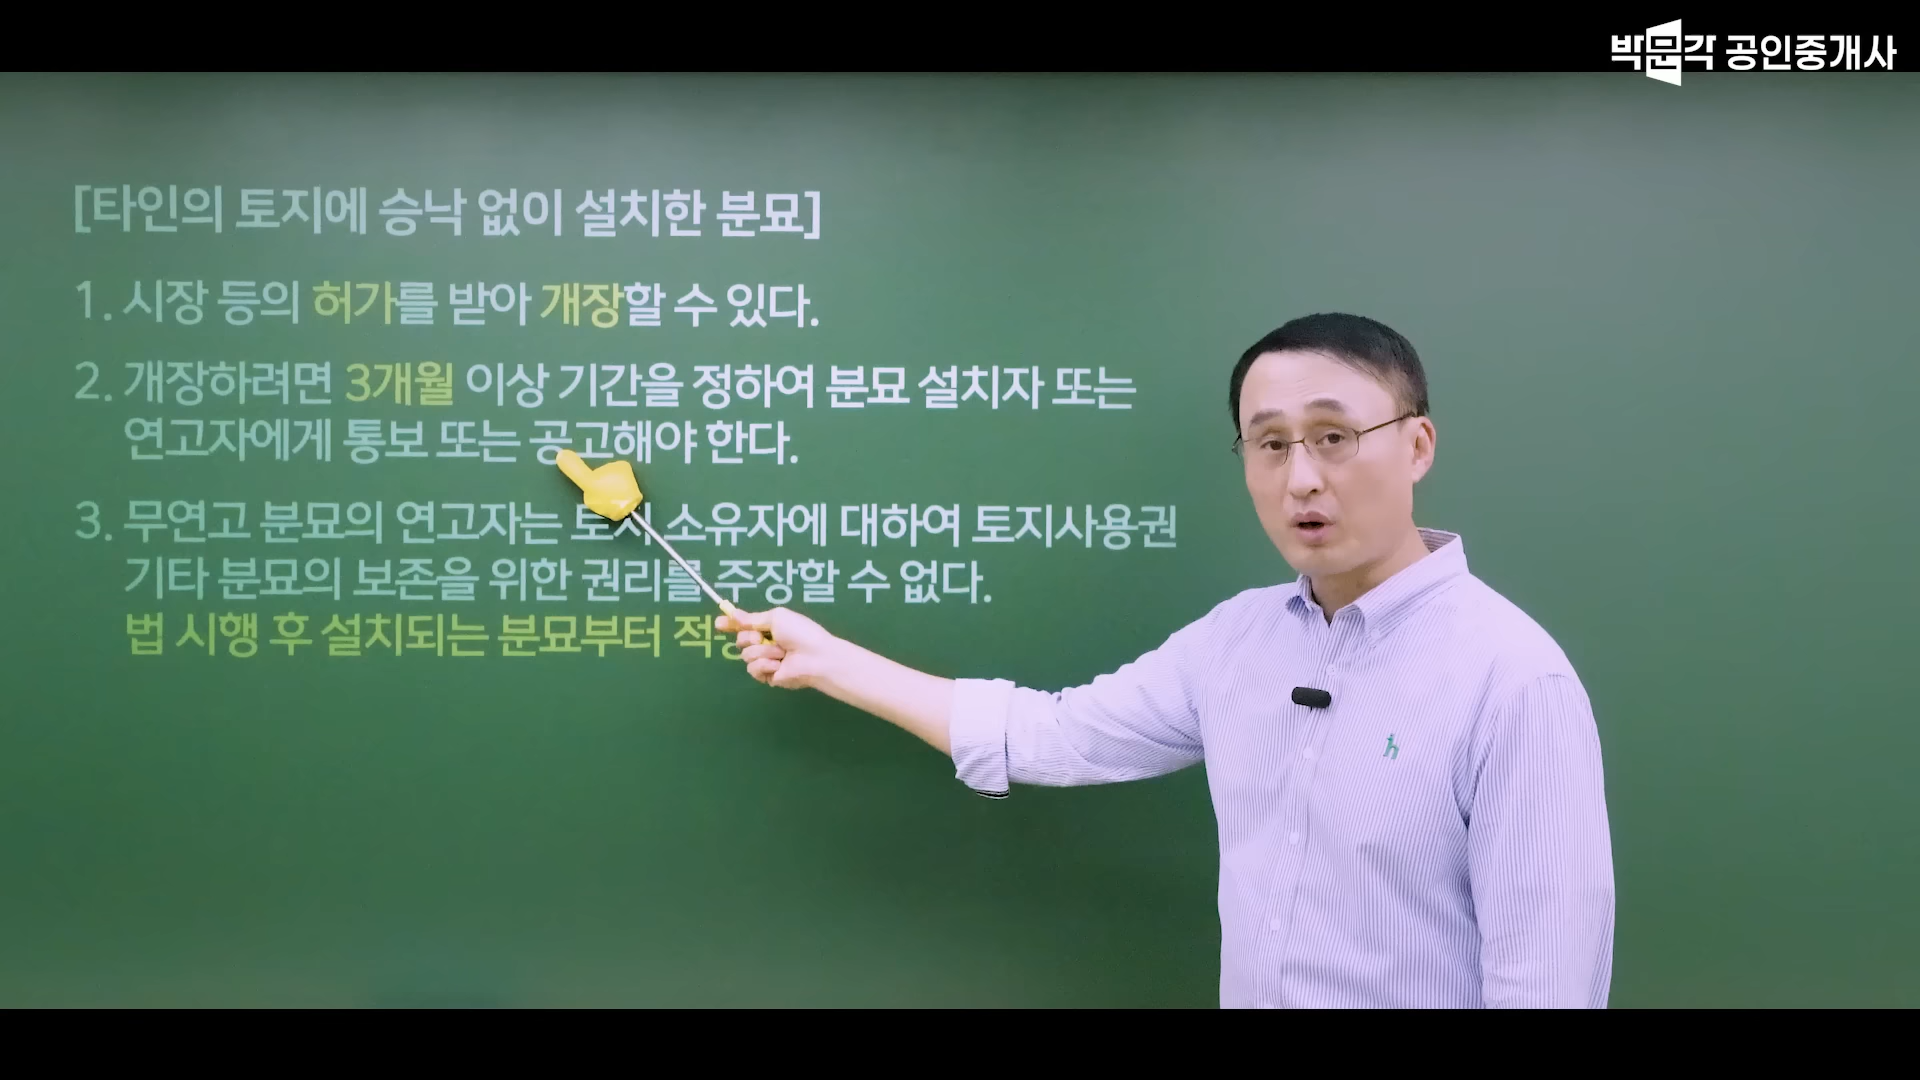 박문각 공인중개사
[타인의 토지에 승낙 없이 설치한 분묘]
1. 시장 등의 허가를 받아 개장할 수 있다.
2. 개장하려면 3개월 이상 기간을 정하여 분묘 설치자 또는
연고자에게 통보 또는 공고해야 한다.
3. 무연고 분묘의 연고자는 토지 소유자에 대하여 토지사용권
기타 분묘의 보존을 위한 권리를 주장할 수 없다.
법 시행 후 설치되는 분묘부터
h